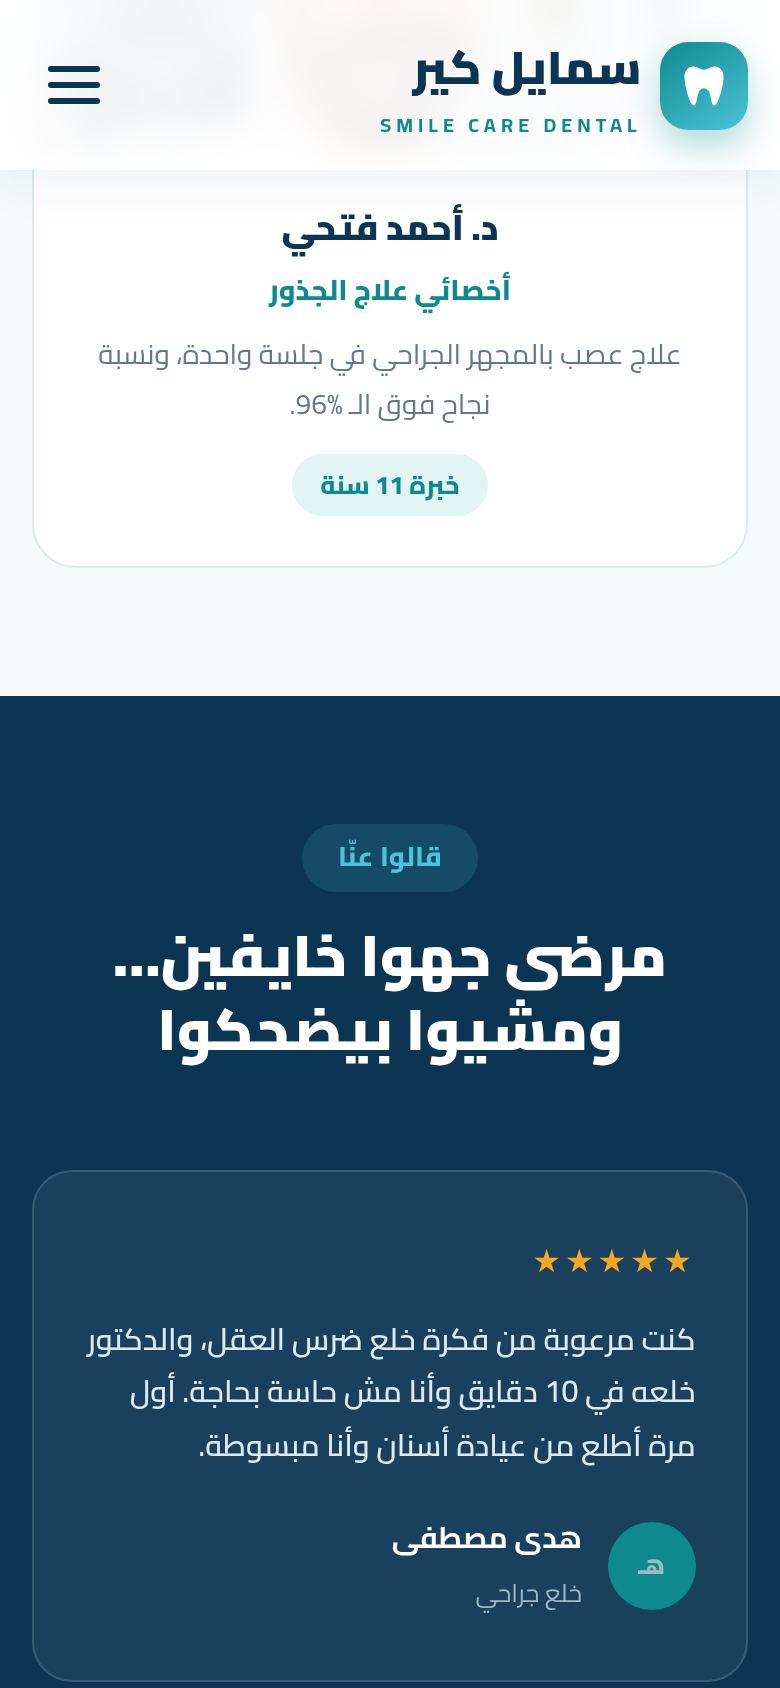 سمايل كير
SMILE CARE DENTAL
د. أحمد فتحي
أخصائي علاج الجذور
علاج عصب بالمجهر الجراحي في جلسة واحدة، ونسبة
نجاح فوق الـ 96%.
خبرة 11 سنة
قالوا عنّا
مرضى جهوا خايفين...
ومشيوا بيضحكوا
★★★★★
كنت مرعوبة من فكرة خلع ضرس العقل، والدكتور
خلعه في 10 دقايق وأنا مش حاسة بحاجة. أول
مرة أطلع من عيادة أسنان وأنا مبسوطة.
هـ
هدى مصطفى
خلع جراحي